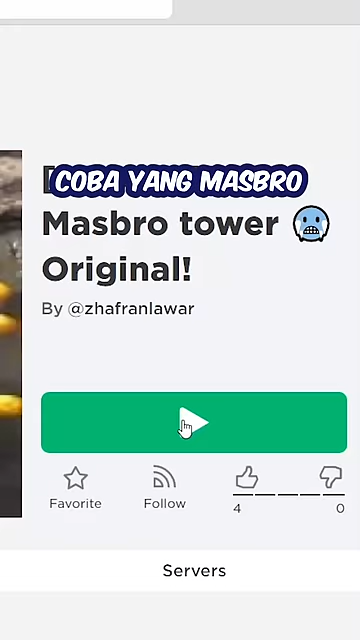 COBA YANG MASBRO
Masbro tower 🥶
Original!
By @zhafranlawar
Favorite
Follow
4
0
Servers